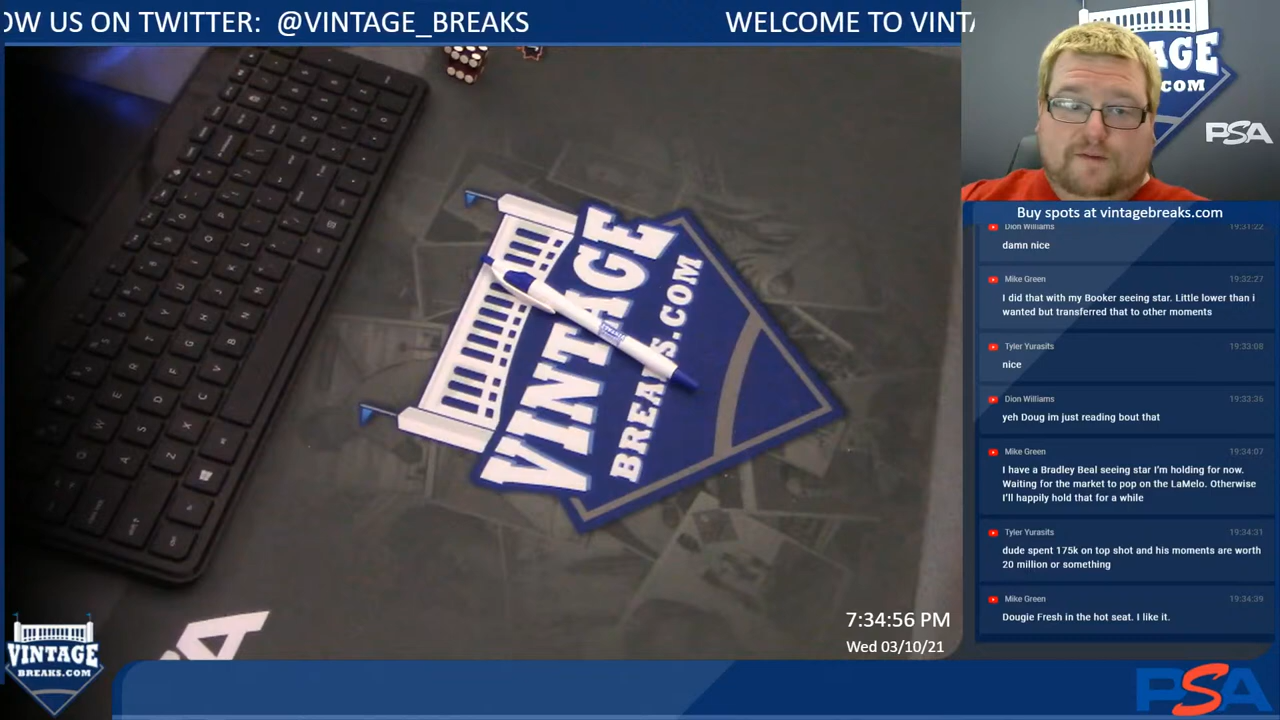 OW US ON TWITTER: @VINTAGE_BREAKS
WELCOME TO VINTA
AGE
.COM
PSA
Buy spots at vintagebreaks.com
Dion Williams 19:31:22
damn nice
Mike Green 19:32:27
I did that with my Booker seeing star. Little lower than i
wanted but transferred that to other moments
Tyler Yurasits 19:33:08
nice
Dion Williams 19:33:36
yeh Doug im just reading bout that
Mike Green 19:34:07
I have a Bradley Beal seeing star I'm holding for now.
Waiting for the market to pop on the LaMelo. Otherwise
I'll happily hold that for a while
Tyler Yurasits 19:34:31
dude spent 175k on top shot and his moments are worth
20 million or something
Mike Green 19:34:39
Dougie Fresh in the hot seat. I like it.
VINTAGE
BREAKS.COM
7:34:56 PM
Wed 03/10/21
VINTAGE
BREAKS.COM
PSA